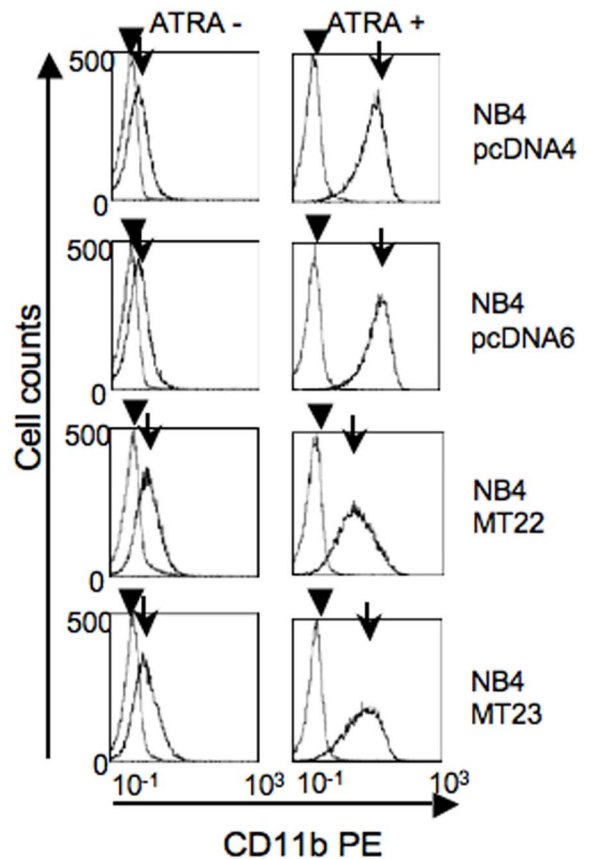 ATRA - ATRA +
500
0
NB4
pcDNA4
500
0
NB4
pcDNA6
500
0
NB4
MT22
500
0
NB4
MT23
10⁻¹ 10³ 10⁻¹ 10³
CD11b PE
Cell counts